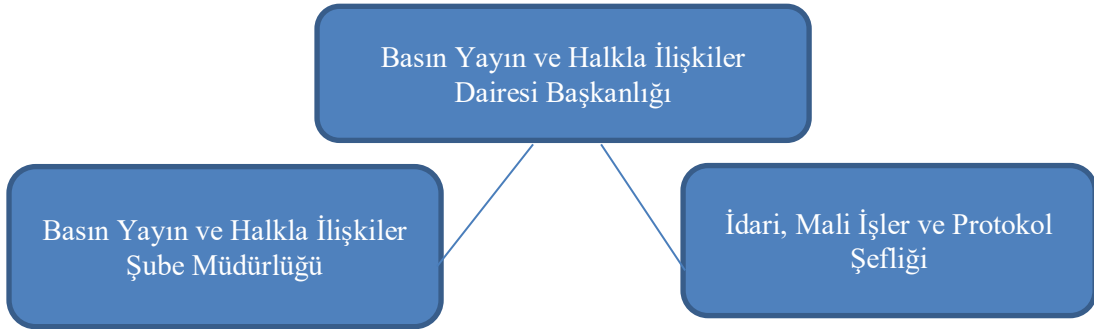 Basın Yayın ve Halkla İlişkiler
Dairesi Başkanlığı
Basın Yayın ve Halkla İlişkiler
Şube Müdürlüğü
İdari, Mali İşler ve Protokol
Şefliği